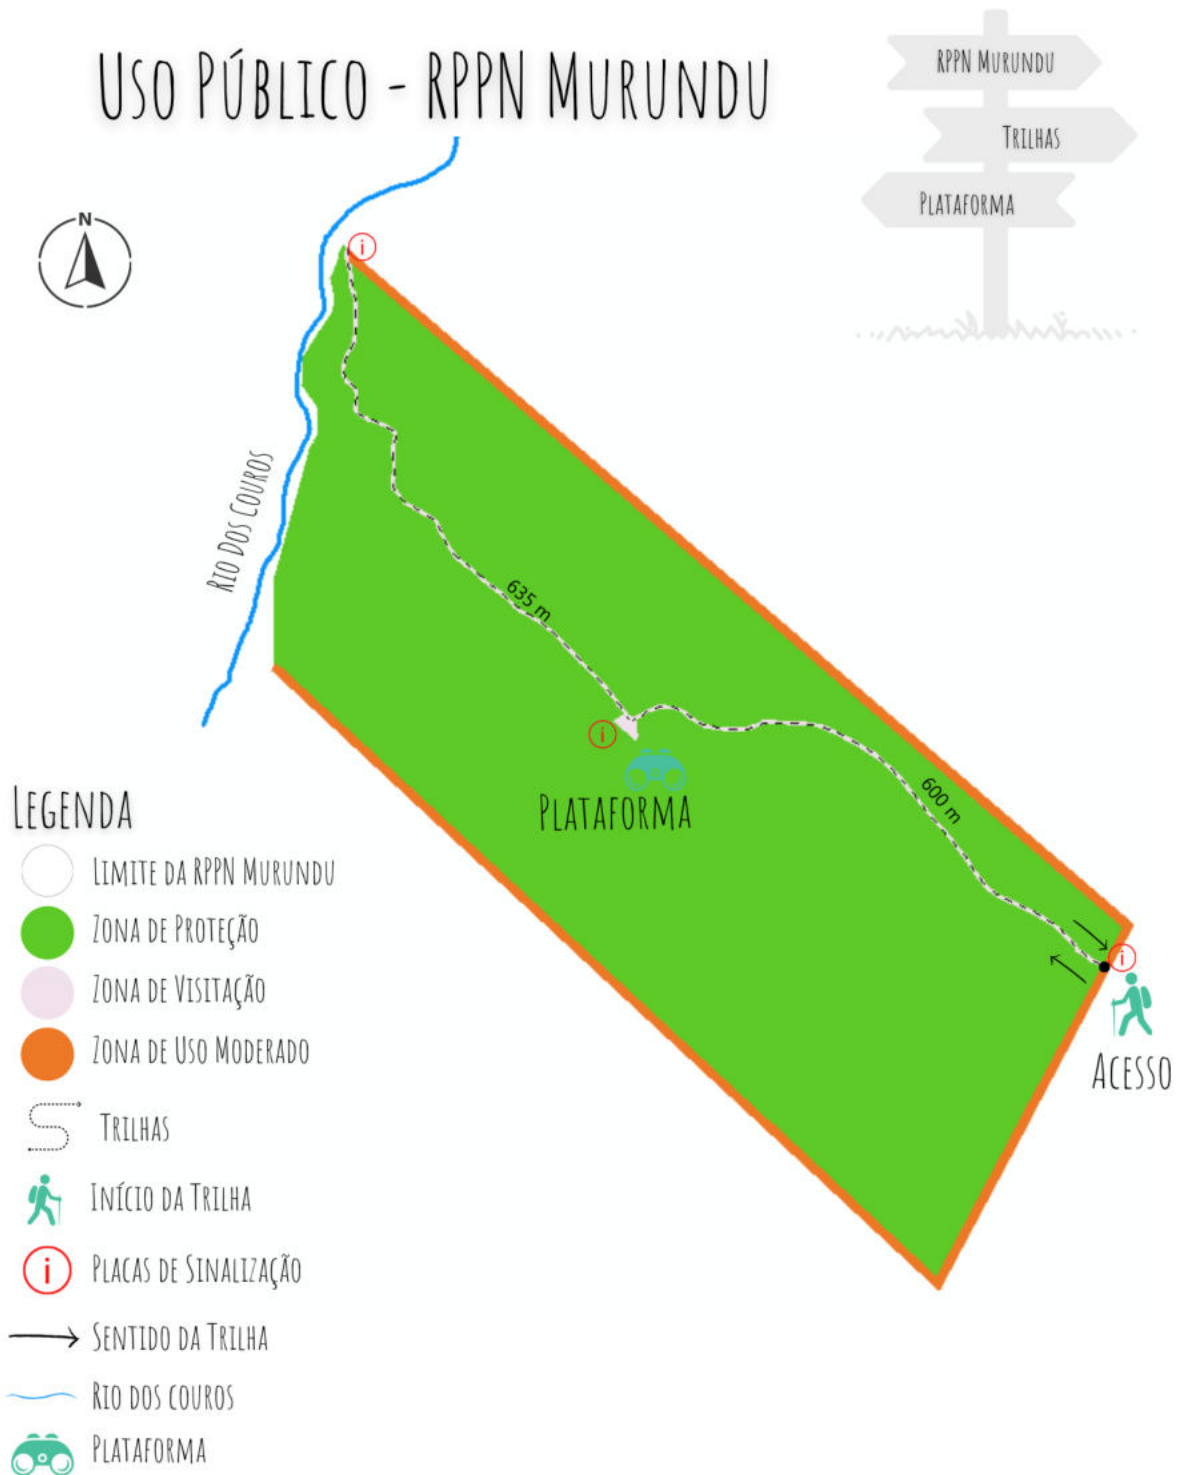 Uso Público - RPPN Murundu
RPPN Murundu
Trilhas
Plataforma
N
i
Rio Dos Couros
635 m
i
Plataforma
600 m
i
Acesso
Legenda
Limite da RPPN Murundu
Zona de Proteção
Zona de Visitação
Zona de Uso Moderado
Trilhas
Início da Trilha
i
Placas de Sinalização
Sentido da Trilha
Rio dos couros
Plataforma